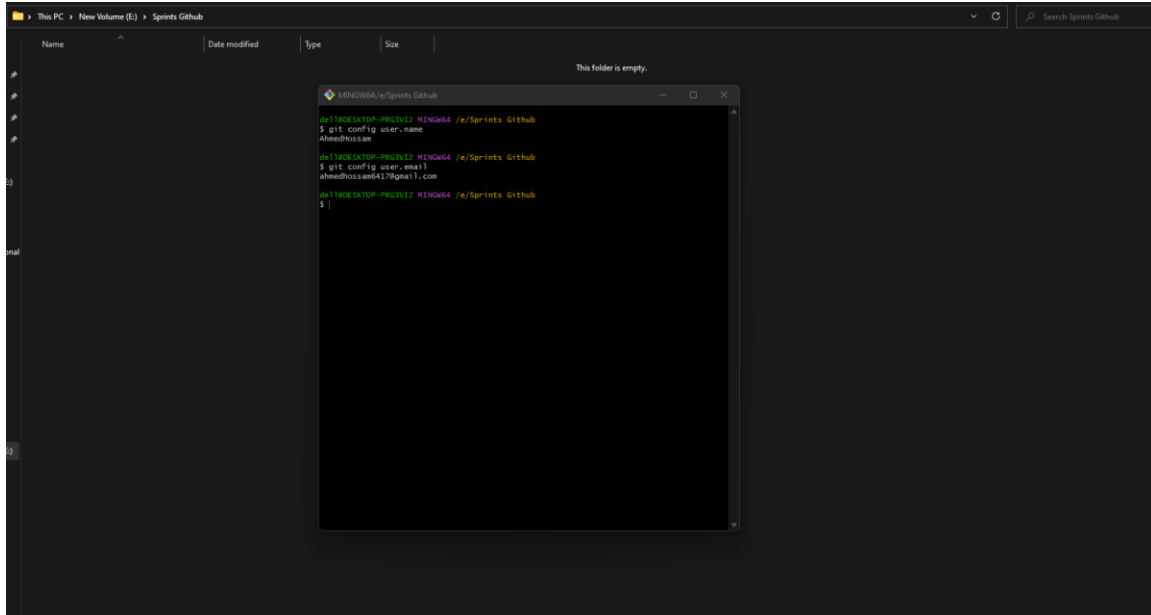 This PC › New Volume (E:) › Sprints Github
Search Sprints Github
Name Date modified Type Size
This folder is empty.
MINGW64:/e/Sprints Github
dell@DESKTOP-PRG3VI2 MINGW64 /e/Sprints Github
$ git config user.name
AhmedHossam
dell@DESKTOP-PRG3VI2 MINGW64 /e/Sprints Github
$ git config user.email
ahmedhossam6417@gmail.com
dell@DESKTOP-PRG3VI2 MINGW64 /e/Sprints Github
$
onal